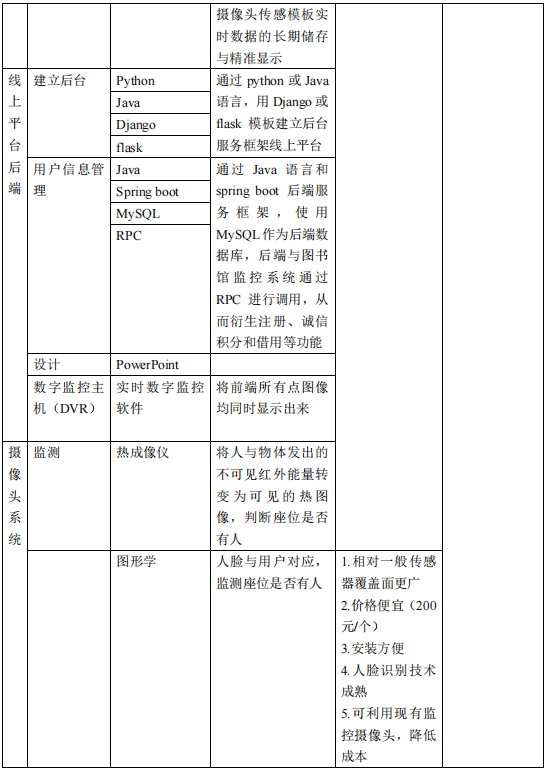 摄像头传感模板实
时数据的长期储存
与精准显示
线
上
平
台
后
端
建立后台
Python
Java
Django
flask
通过 python 或 Java
语言，用 Django 或
flask 模板建立后台
服务框架线上平台
用户信息管
理
Java
Spring boot
MySQL
RPC
通过 Java 语言和
spring boot 后端服
务框架，使用
MySQL 作为后端数
据库，后端与图书
馆监控系统通过
RPC 进行调用，从
而衍生注册、诚信
积分和借用等功能
设计
PowerPoint
数字监控主
机（DVR）
实时数字监控
软件
将前端所有点图像
均同时显示出来
摄
像
头
系
统
监测
热成像仪
将人与物体发出的
不可见红外能量转
变为可见的热图
像，判断座位是否
有人
图形学
人脸与用户对应，
监测座位是否有人
1.相对一般传感
器覆盖面更广
2.价格便宜（200
元/个）
3.安装方便
4.人脸识别技术
成熟
5.可利用现有监
控摄像头，降低
成本